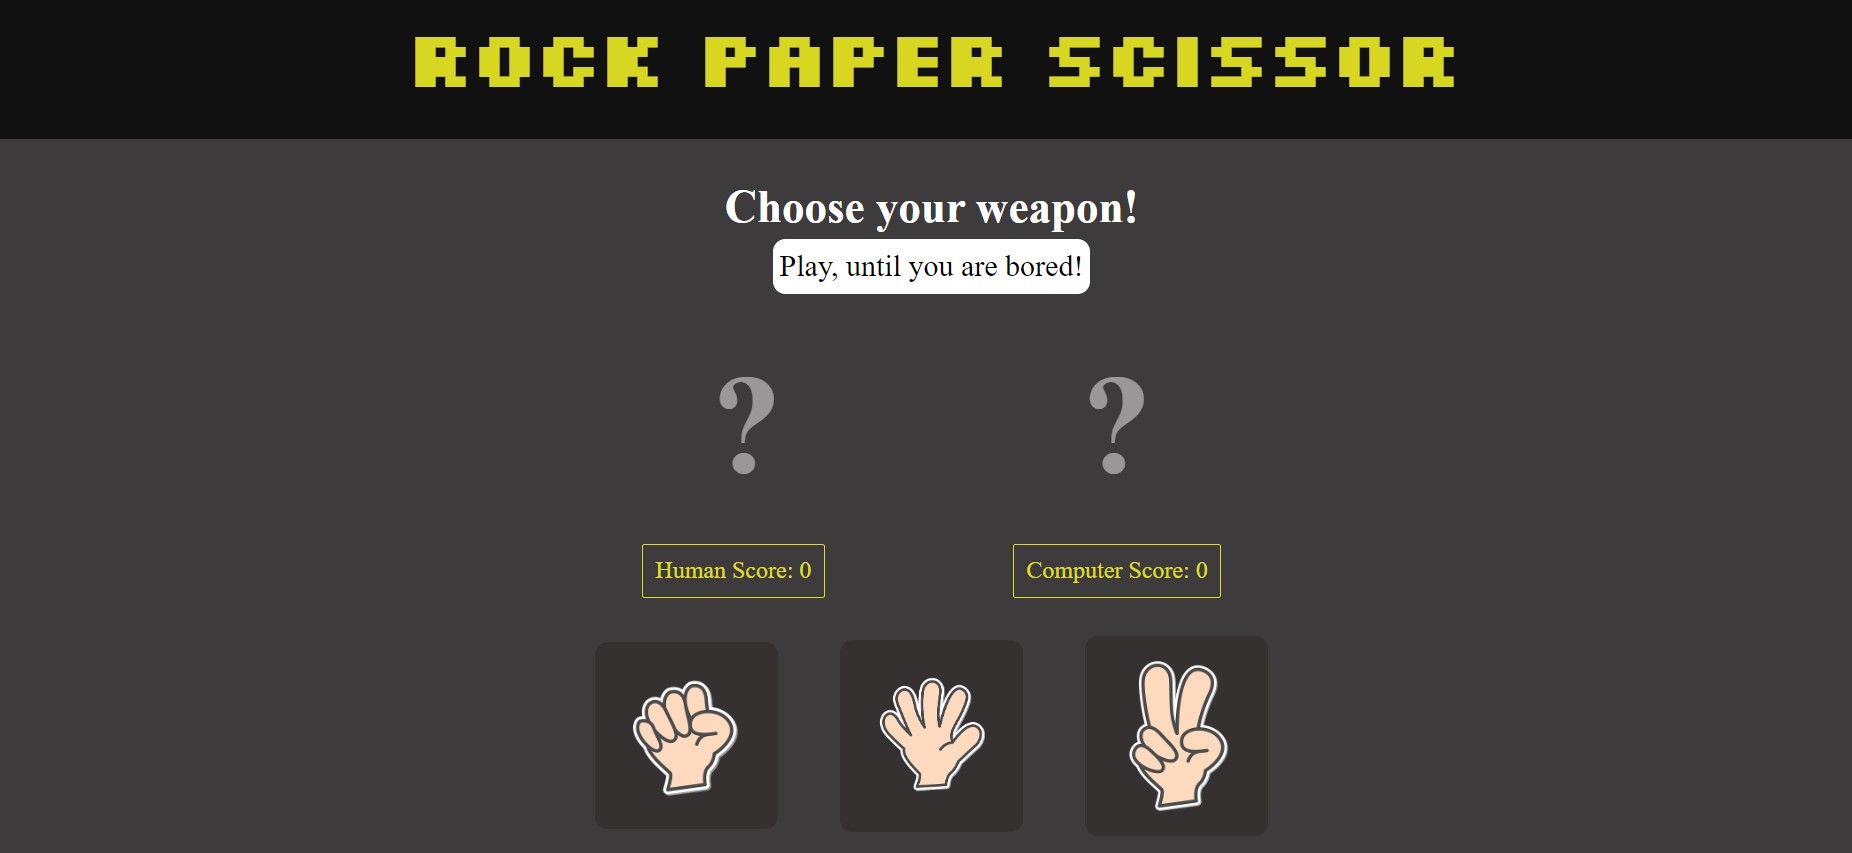 ROCK PAPER SCISSOR
Choose your weapon!
Play, until you are bored!
? ?
Human Score: 0 Computer Score: 0